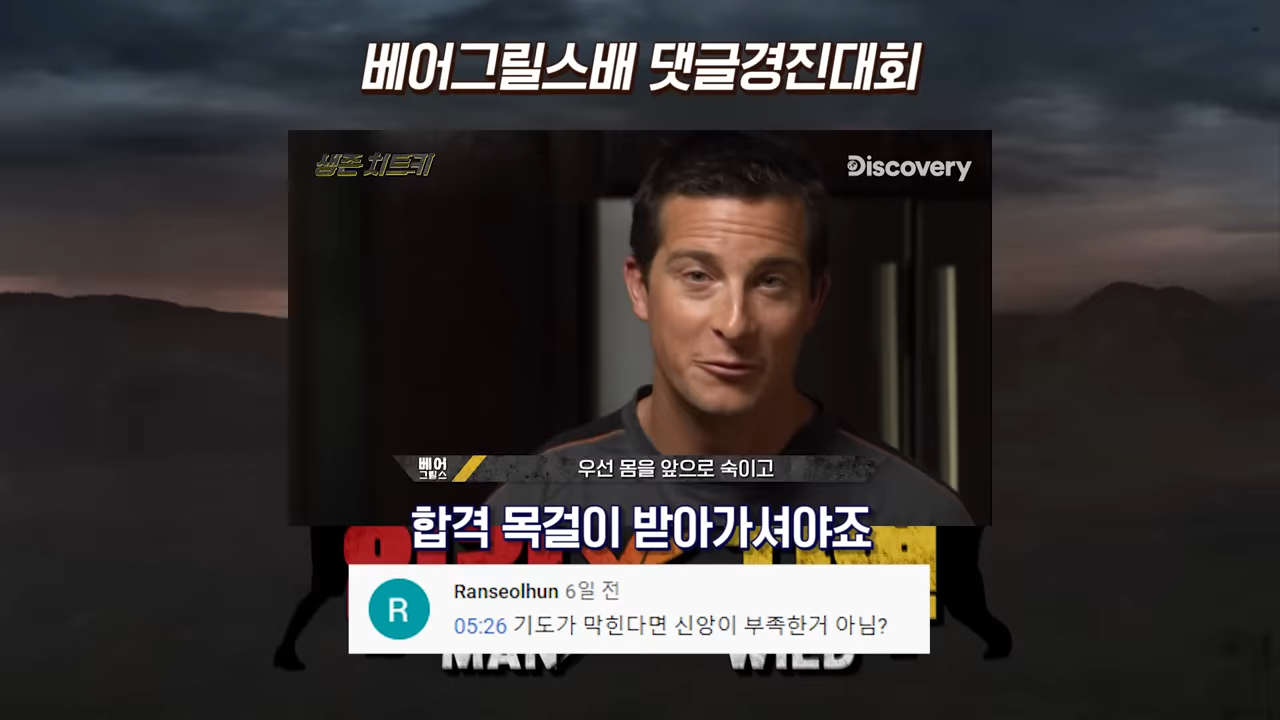 베어그릴스배 댓글경진대회
생존 치트키
Discovery
베어
그릴스
우선 몸을 앞으로 숙이고
합격 목걸이 받아가셔야죠
R
Ranseolhun 6일 전
05:26 기도가 막힌다면 신앙이 부족한거 아님?
MAN
WILD